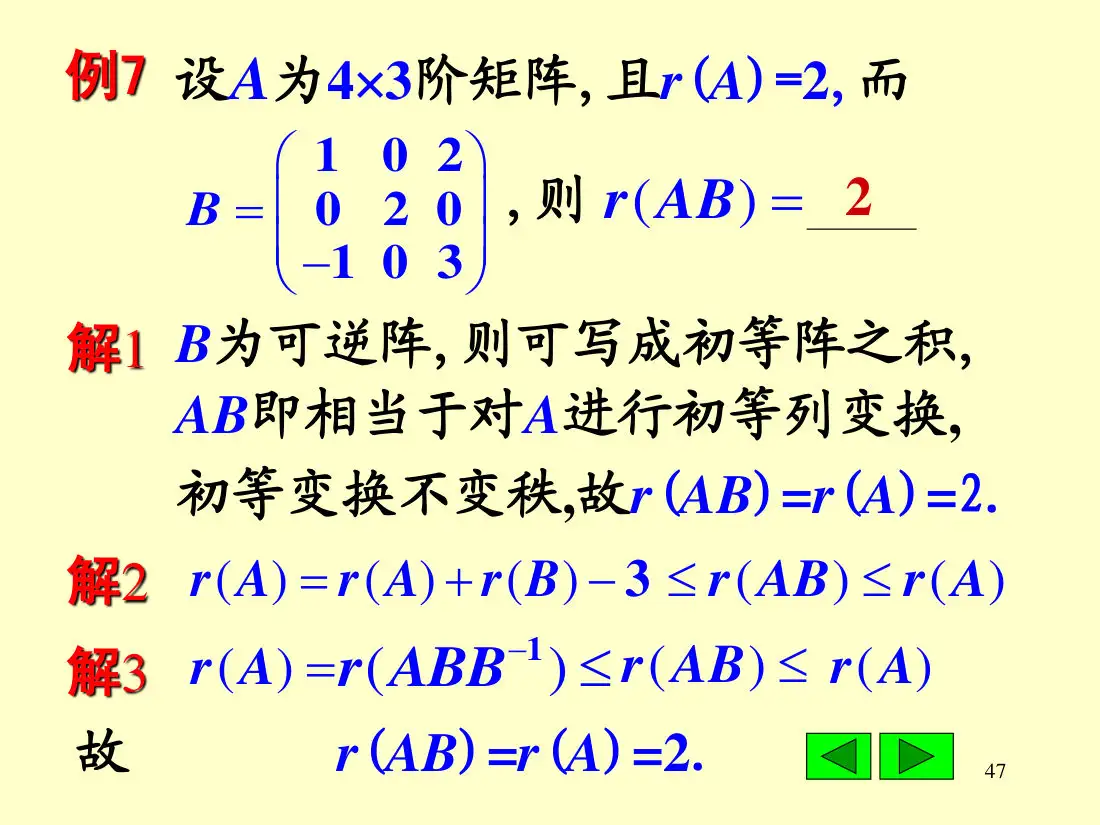 例7 设A为4×3阶矩阵,且r(A)=2,而
B = ( 1 0 2
0 2 0
−1 0 3 ) ,则 r(AB) = 2
解1 B为可逆阵,则可写成初等阵之积,
AB即相当于对A进行初等列变换,
初等变换不变秩,故r(AB)=r(A)=2.
解2 r(A) = r(A) + r(B) − 3 ≤ r(AB) ≤ r(A)
解3 r(A) = r(ABB⁻¹) ≤ r(AB) ≤ r(A)
故 r(AB)=r(A)=2.
47